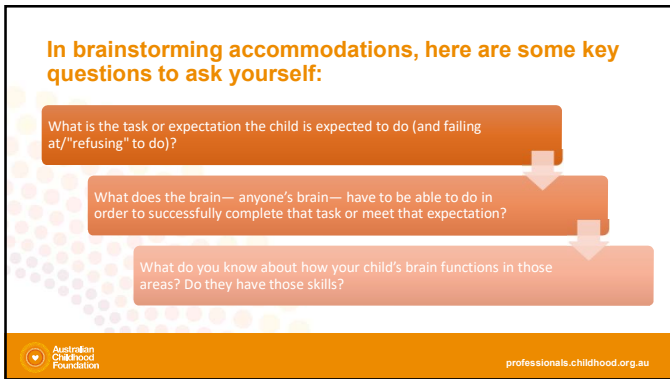 In brainstorming accommodations, here are some key
questions to ask yourself:
What is the task or expectation the child is expected to do (and failing
at/"refusing" to do)?
What does the brain— anyone's brain— have to be able to do in
order to successfully complete that task or meet that expectation?
What do you know about how your child's brain functions in those
areas? Do they have those skills?
Australian
Childhood
Foundation
professionals.childhood.org.au